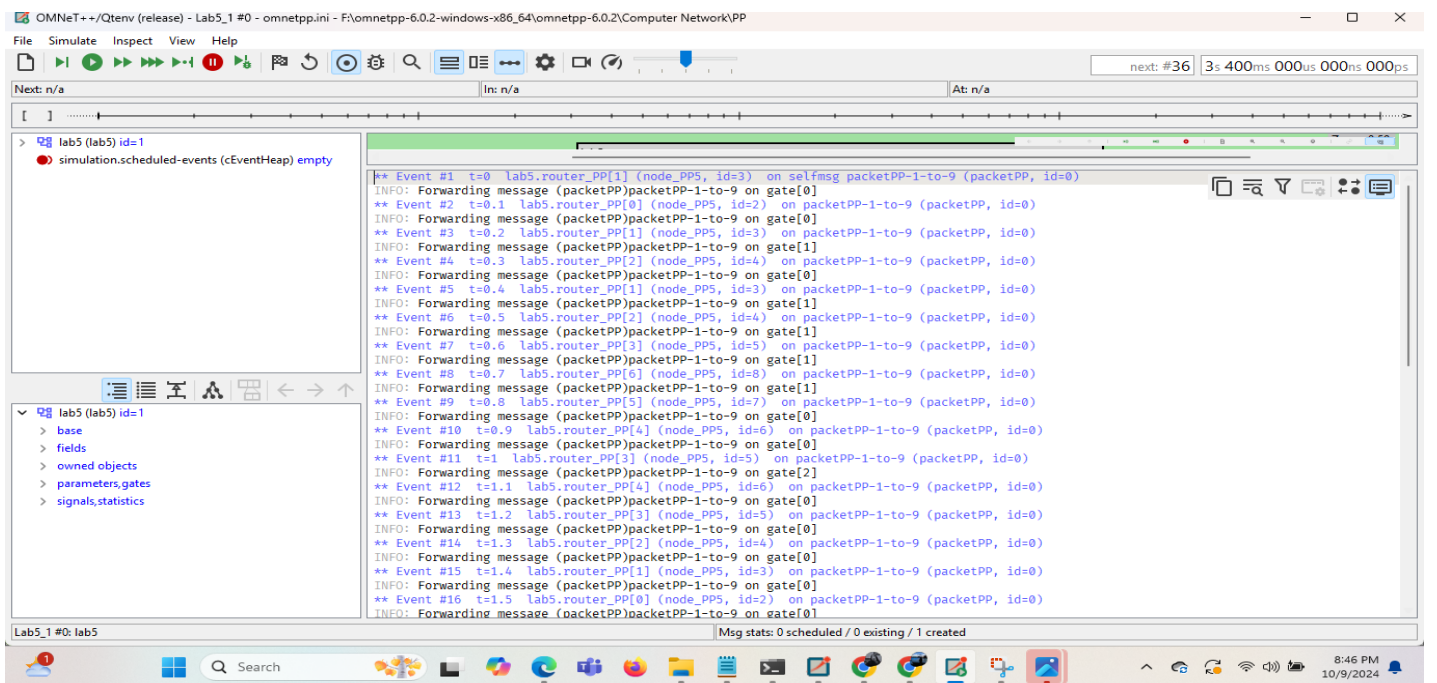 OMNeT++/Qtenv (release) - Lab5_1 #0 - omnetpp.ini - F:\omnetpp-6.0.2-windows-x86_64\omnetpp-6.0.2\Computer Network\PP
File Simulate Inspect View Help
next: #36 3s 400ms 000us 000ns 000ps
Next: n/a In: n/a At: n/a
[ ]
lab5 (lab5) id=1
simulation.scheduled-events (cEventHeap) empty
** Event #1 t=0 lab5.router_PP[1] (node_PP5, id=3) on selfmsg packetPP-1-to-9 (packetPP, id=0)
INFO: Forwarding message (packetPP)packetPP-1-to-9 on gate[0]
** Event #2 t=0.1 lab5.router_PP[0] (node_PP5, id=2) on packetPP-1-to-9 (packetPP, id=0)
INFO: Forwarding message (packetPP)packetPP-1-to-9 on gate[0]
** Event #3 t=0.2 lab5.router_PP[1] (node_PP5, id=3) on packetPP-1-to-9 (packetPP, id=0)
INFO: Forwarding message (packetPP)packetPP-1-to-9 on gate[1]
** Event #4 t=0.3 lab5.router_PP[2] (node_PP5, id=4) on packetPP-1-to-9 (packetPP, id=0)
INFO: Forwarding message (packetPP)packetPP-1-to-9 on gate[0]
** Event #5 t=0.4 lab5.router_PP[1] (node_PP5, id=3) on packetPP-1-to-9 (packetPP, id=0)
INFO: Forwarding message (packetPP)packetPP-1-to-9 on gate[1]
** Event #6 t=0.5 lab5.router_PP[2] (node_PP5, id=4) on packetPP-1-to-9 (packetPP, id=0)
INFO: Forwarding message (packetPP)packetPP-1-to-9 on gate[1]
** Event #7 t=0.6 lab5.router_PP[3] (node_PP5, id=5) on packetPP-1-to-9 (packetPP, id=0)
INFO: Forwarding message (packetPP)packetPP-1-to-9 on gate[1]
** Event #8 t=0.7 lab5.router_PP[6] (node_PP5, id=8) on packetPP-1-to-9 (packetPP, id=0)
INFO: Forwarding message (packetPP)packetPP-1-to-9 on gate[1]
** Event #9 t=0.8 lab5.router_PP[5] (node_PP5, id=7) on packetPP-1-to-9 (packetPP, id=0)
INFO: Forwarding message (packetPP)packetPP-1-to-9 on gate[0]
** Event #10 t=0.9 lab5.router_PP[4] (node_PP5, id=6) on packetPP-1-to-9 (packetPP, id=0)
INFO: Forwarding message (packetPP)packetPP-1-to-9 on gate[0]
** Event #11 t=1 lab5.router_PP[3] (node_PP5, id=5) on packetPP-1-to-9 (packetPP, id=0)
INFO: Forwarding message (packetPP)packetPP-1-to-9 on gate[2]
** Event #12 t=1.1 lab5.router_PP[4] (node_PP5, id=6) on packetPP-1-to-9 (packetPP, id=0)
INFO: Forwarding message (packetPP)packetPP-1-to-9 on gate[0]
** Event #13 t=1.2 lab5.router_PP[3] (node_PP5, id=5) on packetPP-1-to-9 (packetPP, id=0)
INFO: Forwarding message (packetPP)packetPP-1-to-9 on gate[0]
** Event #14 t=1.3 lab5.router_PP[2] (node_PP5, id=4) on packetPP-1-to-9 (packetPP, id=0)
INFO: Forwarding message (packetPP)packetPP-1-to-9 on gate[0]
** Event #15 t=1.4 lab5.router_PP[1] (node_PP5, id=3) on packetPP-1-to-9 (packetPP, id=0)
INFO: Forwarding message (packetPP)packetPP-1-to-9 on gate[0]
** Event #16 t=1.5 lab5.router_PP[0] (node_PP5, id=2) on packetPP-1-to-9 (packetPP, id=0)
INFO: Forwarding message (packetPP)packetPP-1-to-9 on gate[0]
lab5 (lab5) id=1
base
fields
owned objects
parameters,gates
signals,statistics
Lab5_1 #0: lab5 Msg stats: 0 scheduled / 0 existing / 1 created
1
Search
8:46 PM
10/9/2024